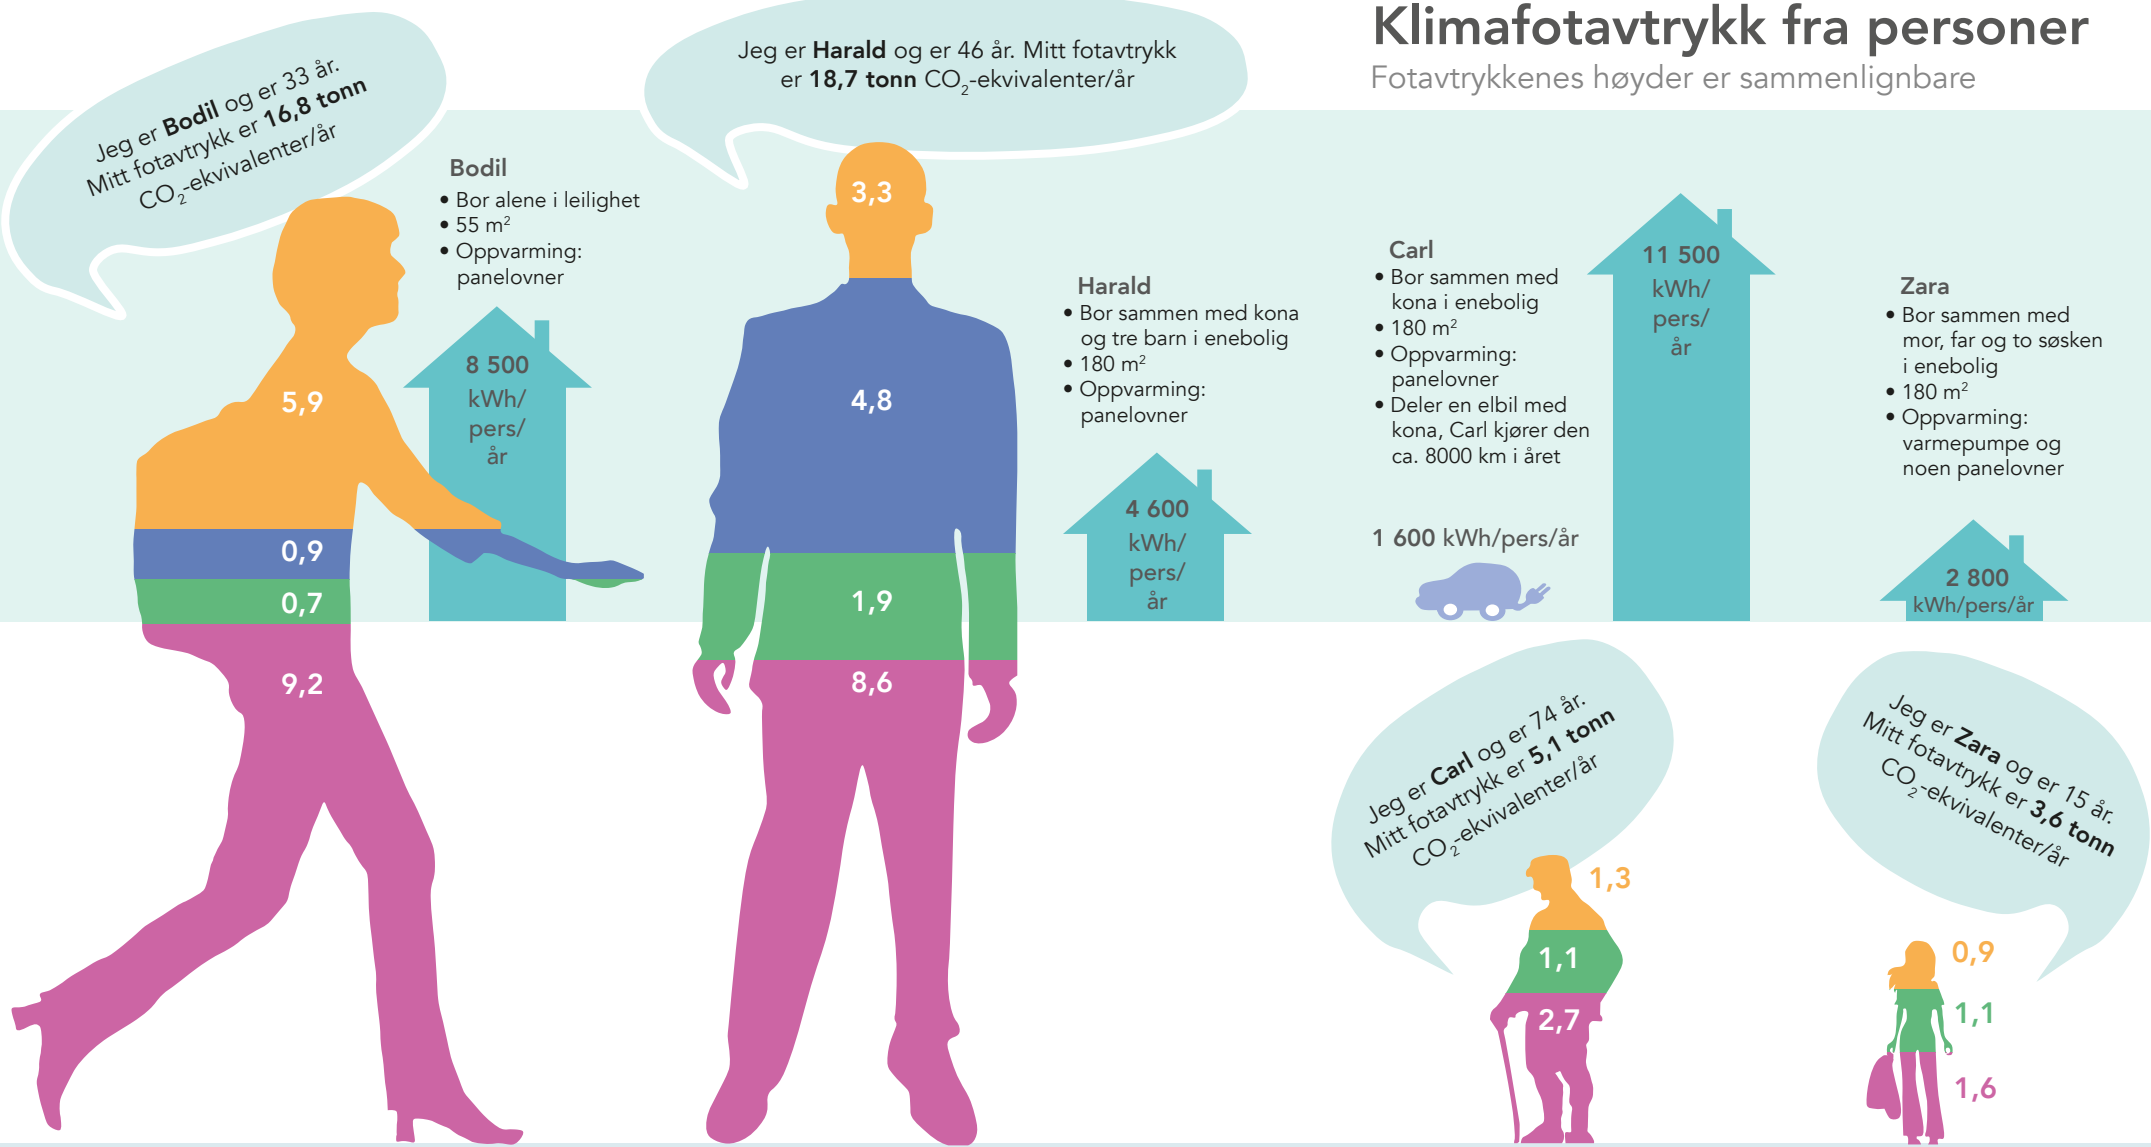 Klimafotavtrykk fra personer
Fotavtrykkenes høyder er sammenlignbare
Jeg er Bodil og er 33 år.
Mitt fotavtrykk er 16,8 tonn
CO₂-ekvivalenter/år
Jeg er Harald og er 46 år. Mitt fotavtrykk
er 18,7 tonn CO₂-ekvivalenter/år
Bodil
• Bor alene i leilighet
• 55 m²
• Oppvarming:
panelovner
8 500
kWh/
pers/
år
5,9
0,9
0,7
9,2
3,3
4,8
1,9
8,6
Harald
• Bor sammen med kona
og tre barn i enebolig
• 180 m²
• Oppvarming:
panelovner
4 600
kWh/
pers/
år
Carl
• Bor sammen med
kona i enebolig
• 180 m²
• Oppvarming:
panelovner
• Deler en elbil med
kona, Carl kjører den
ca. 8000 km i året
1 600 kWh/pers/år
11 500
kWh/
pers/
år
Zara
• Bor sammen med
mor, far og to søsken
i enebolig
• 180 m²
• Oppvarming:
varmepumpe og
noen panelovner
2 800
kWh/pers/år
Jeg er Carl og er 74 år.
Mitt fotavtrykk er 5,1 tonn
CO₂-ekvivalenter/år
1,3
1,1
2,7
Jeg er Zara og er 15 år.
Mitt fotavtrykk er 3,6 tonn
CO₂-ekvivalenter/år
0,9
1,1
1,6